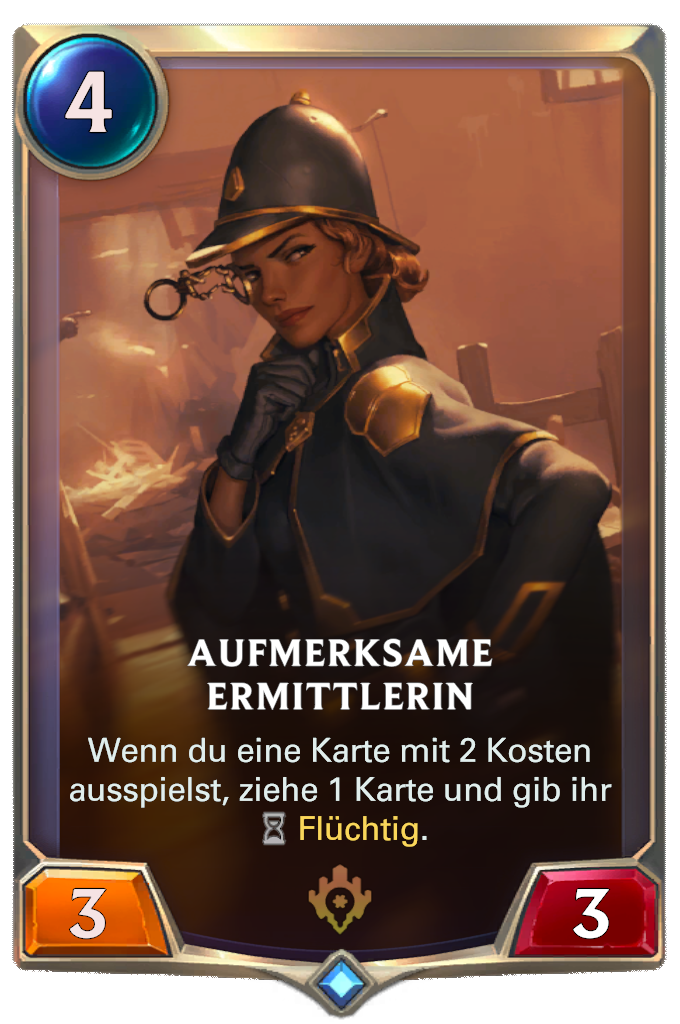 4
AUFMERKSAME
ERMITTLERIN
Wenn du eine Karte mit 2 Kosten
ausspielst, ziehe 1 Karte und gib ihr
Flüchtig.
3
3